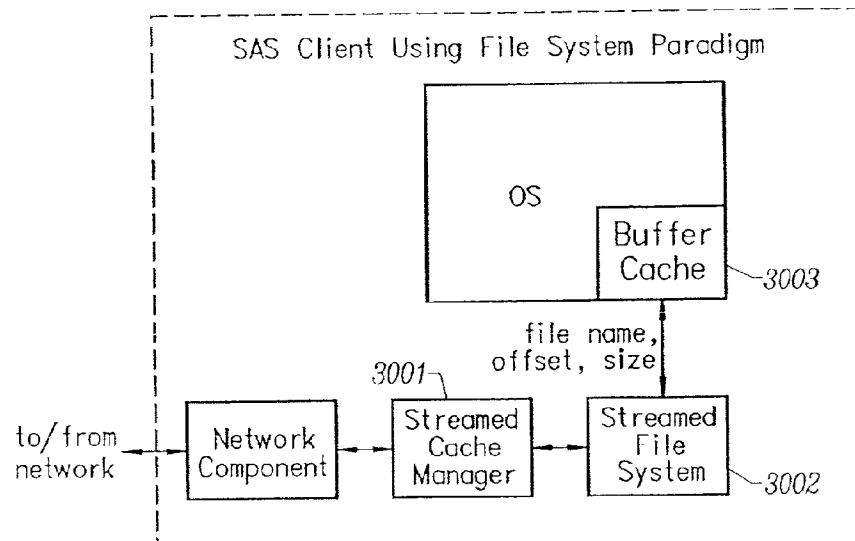 SAS Client Using File System Paradigm
OS
Buffer
Cache
3003
file name,
offset, size
3001
to/from
network
Network
Component
Streamed
Cache
Manager
Streamed
File
System
3002